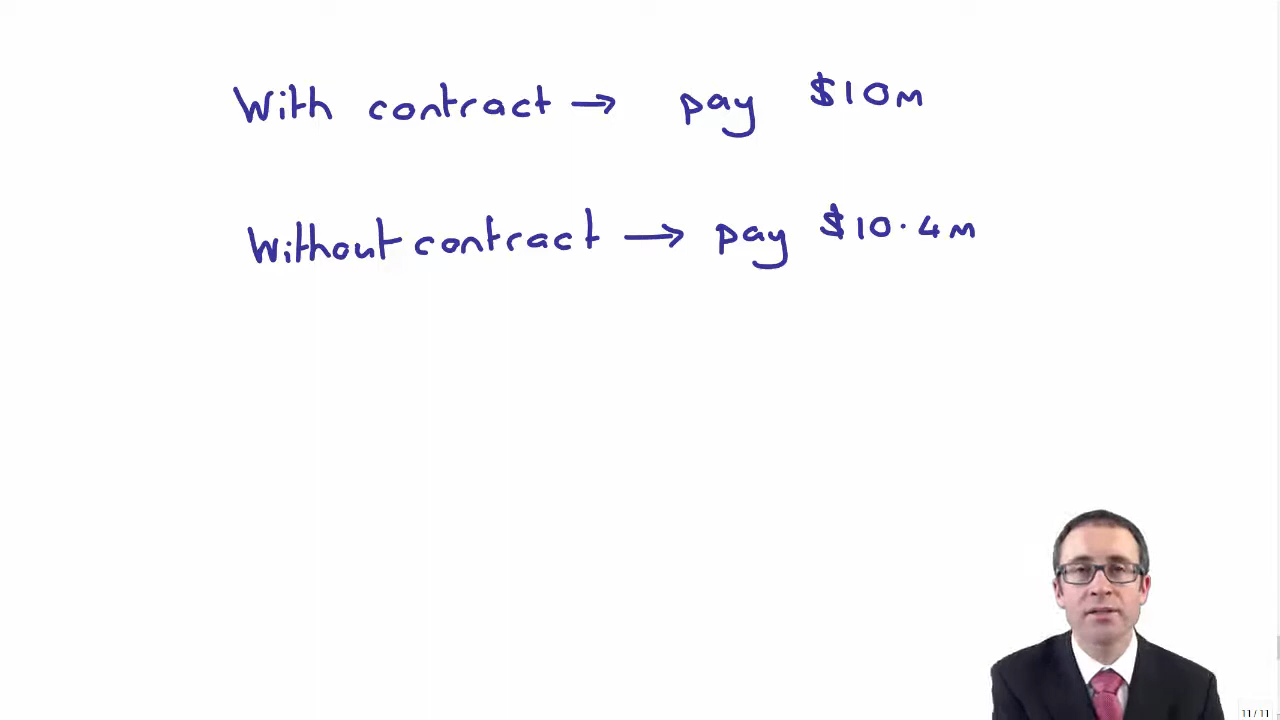 With contract → pay $10m
Without contract → pay $10.4m
11/11